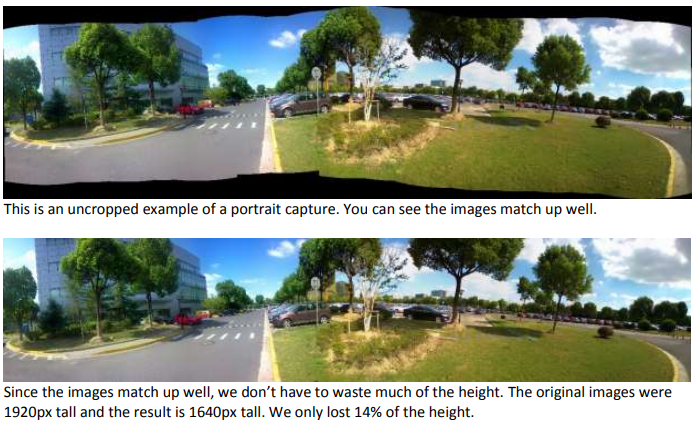 This is an uncropped example of a portrait capture. You can see the images match up well.
Since the images match up well, we don’t have to waste much of the height. The original images were
1920px tall and the result is 1640px tall. We only lost 14% of the height.